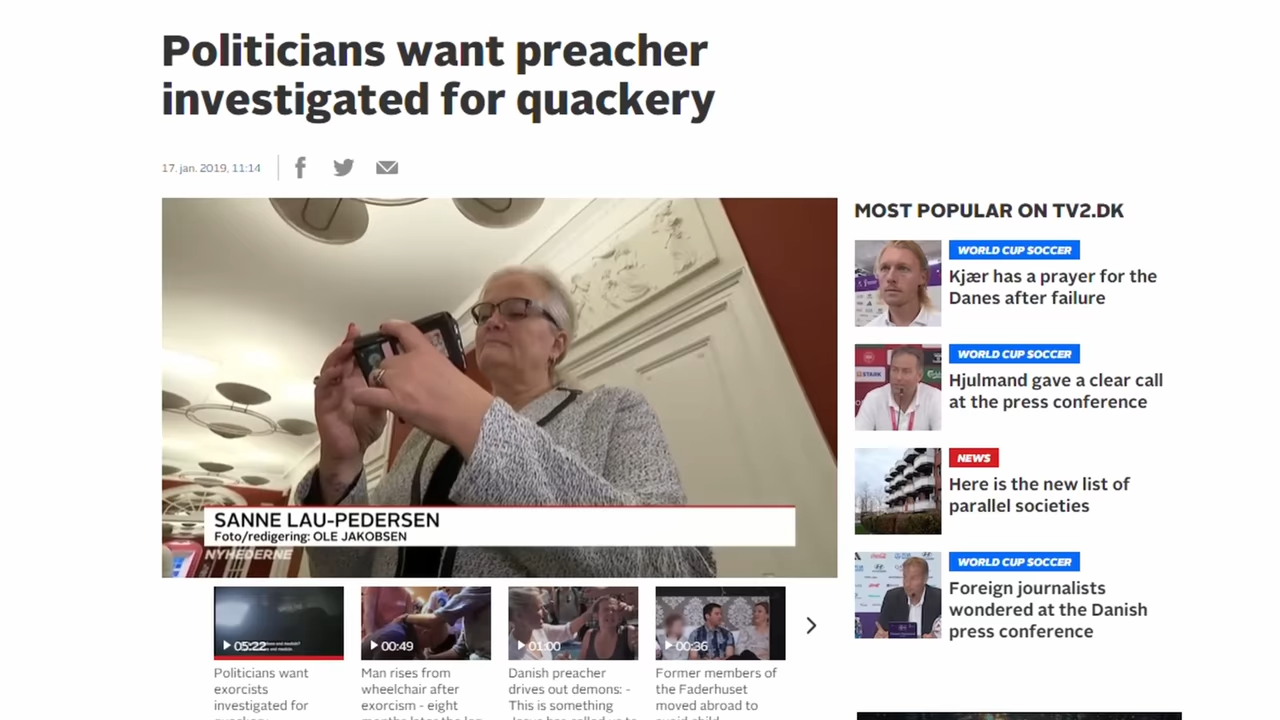 Politicians want preacher
investigated for quackery
17. jan. 2019, 11:14
SANNE LAU-PEDERSEN
Foto/redigering: OLE JAKOBSEN
NYHEDERNE
05:22
00:49
01:00
00:36
Politicians want
exorcists
investigated for
Man rises from
wheelchair after
exorcism - eight
Danish preacher
drives out demons: -
This is something
Former members of
the Faderhuset
moved abroad to
MOST POPULAR ON TV2.DK
WORLD CUP SOCCER
Kjær has a prayer for the
Danes after failure
WORLD CUP SOCCER
Hjulmand gave a clear call
at the press conference
NEWS
Here is the new list of
parallel societies
WORLD CUP SOCCER
Foreign journalists
wondered at the Danish
press conference